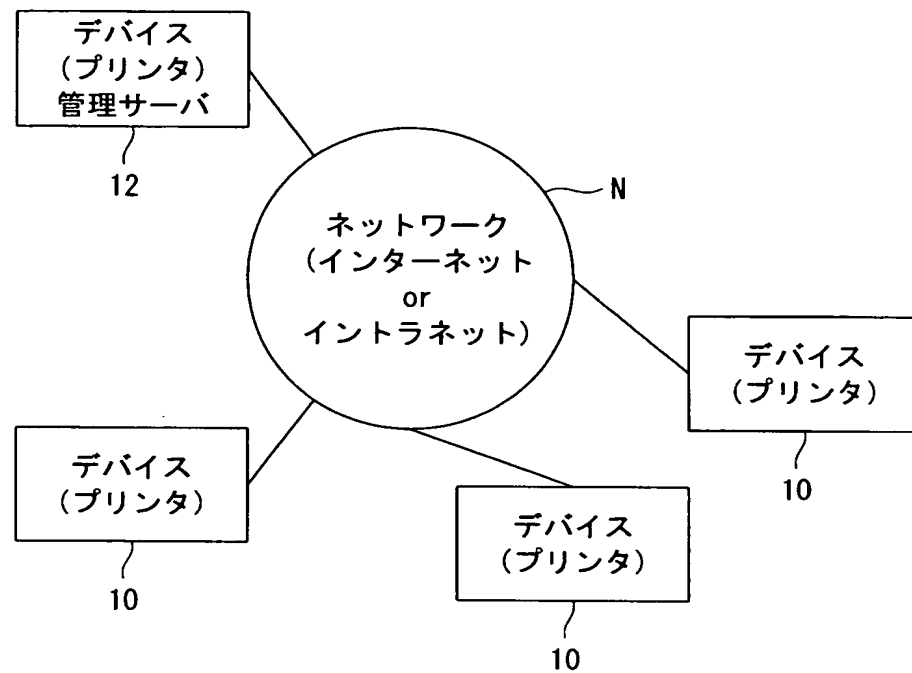 デバイス
(プリンタ)
管理サーバ
12
N
ネットワーク
(インターネット
or
イントラネット)
デバイス
(プリンタ)
10
デバイス
(プリンタ)
10
デバイス
(プリンタ)
10